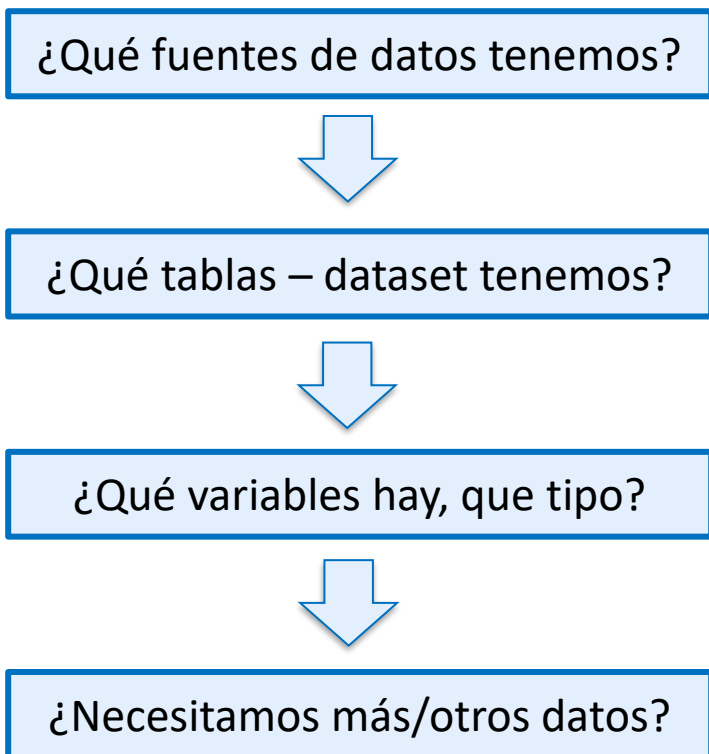 ¿Qué fuentes de datos tenemos?
¿Qué tablas – dataset tenemos?
¿Qué variables hay, que tipo?
¿Necesitamos más/otros datos?